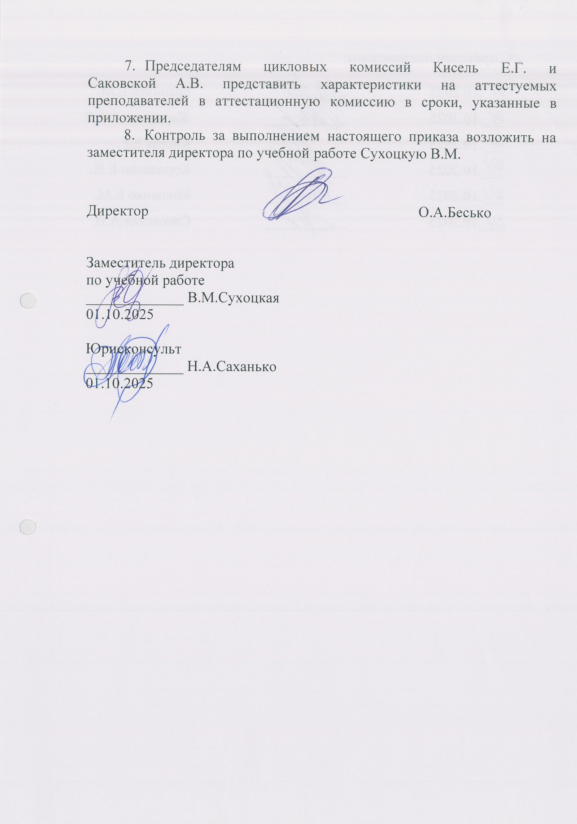 7. Председателям цикловых комиссий Кисель Е.Г. и
Саковской А.В. представить характеристики на аттестуемых
преподавателей в аттестационную комиссию в сроки, указанные в
приложении.
8. Контроль за выполнением настоящего приказа возложить на
заместителя директора по учебной работе Сухоцкую В.М.
Директор О.А.Бесько
Заместитель директора
по учебной работе
_____________ В.М.Сухоцкая
01.10.2025
Юрисконсульт
_____________ Н.А.Саханько
01.10.2025